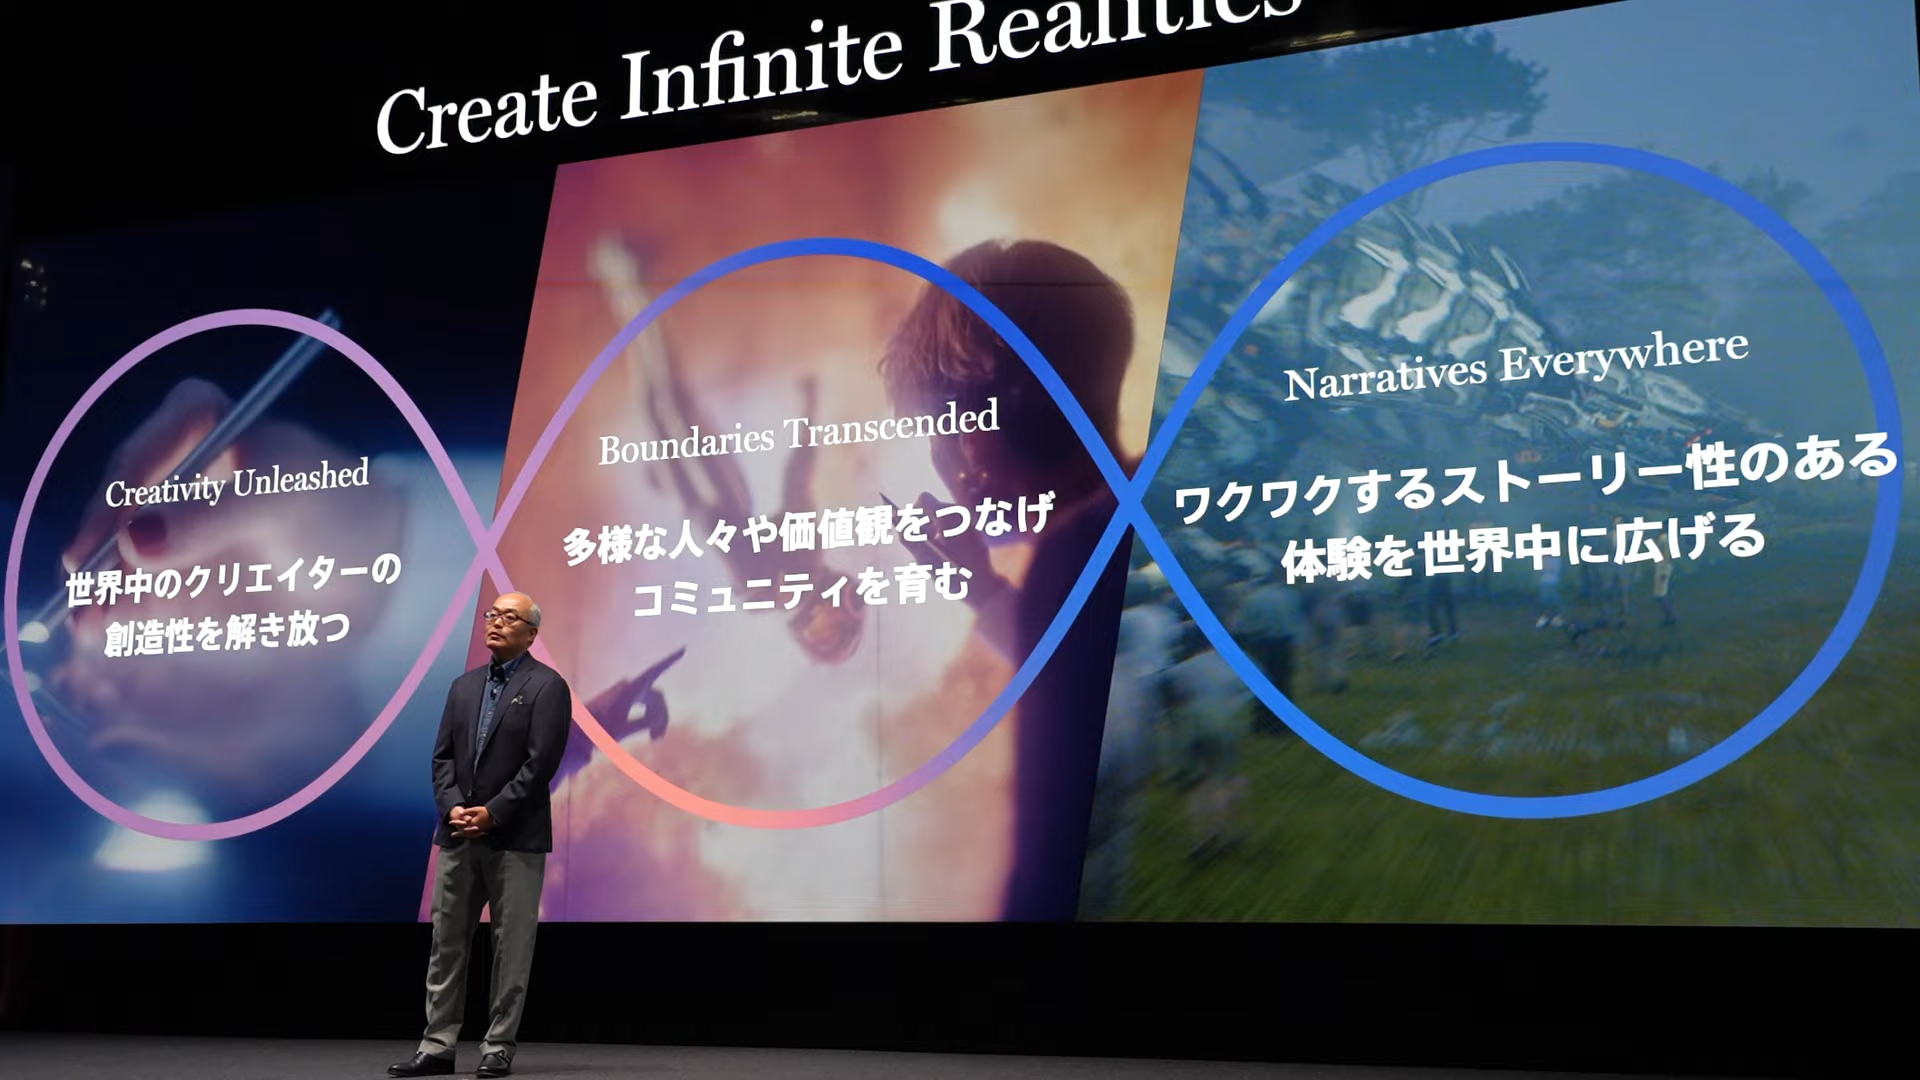 Create Infinite Realities
Creativity Unleashed
世界中のクリエイターの
創造性を解き放つ
Boundaries Transcended
多様な人々や価値観をつなげ
コミュニティを育む
Narratives Everywhere
ワクワクするストーリー性のある
体験を世界中に広げる